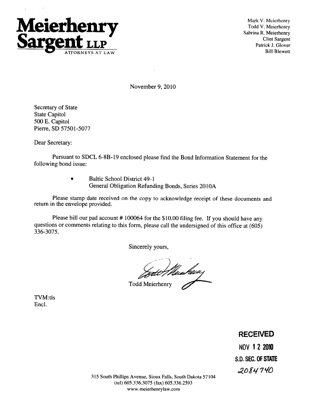 Meierhenry
Sargent LLP
ATTORNEYS AT LAW
Mark V. Meierhenry
Todd V. Meierhenry
Sabrina R. Meierhenry
Clint Sargent
Patrick J. Glover
Bill Blewett
November 9, 2010
Secretary of State
State Capitol
500 E. Capitol
Pierre, SD 57501-5077
Dear Secretary:
Pursuant to SDCL 6-8B-19 enclosed please find the Bond Information Statement for the
following bond issue:
• Baltic School District 49-1
General Obligation Refunding Bonds, Series 2010A
Please stamp date received on the copy to acknowledge receipt of these documents and
return in the envelope provided.
Please bill our pad account # 100064 for the $10.00 filing fee. If you should have any
questions or comments relating to this form, please call the undersigned of this office at (605)
336-3075.
Sincerely yours,
Todd Meierhenry
Todd Meierhenry
TVM:tls
Encl.
RECEIVED
NOV 12 2010
S.D. SEC. OF STATE
2084740
315 South Phillips Avenue, Sioux Falls, South Dakota 57104
(tel) 605.336.3075 (fax) 605.336.2593
www.meierhenrylaw.com